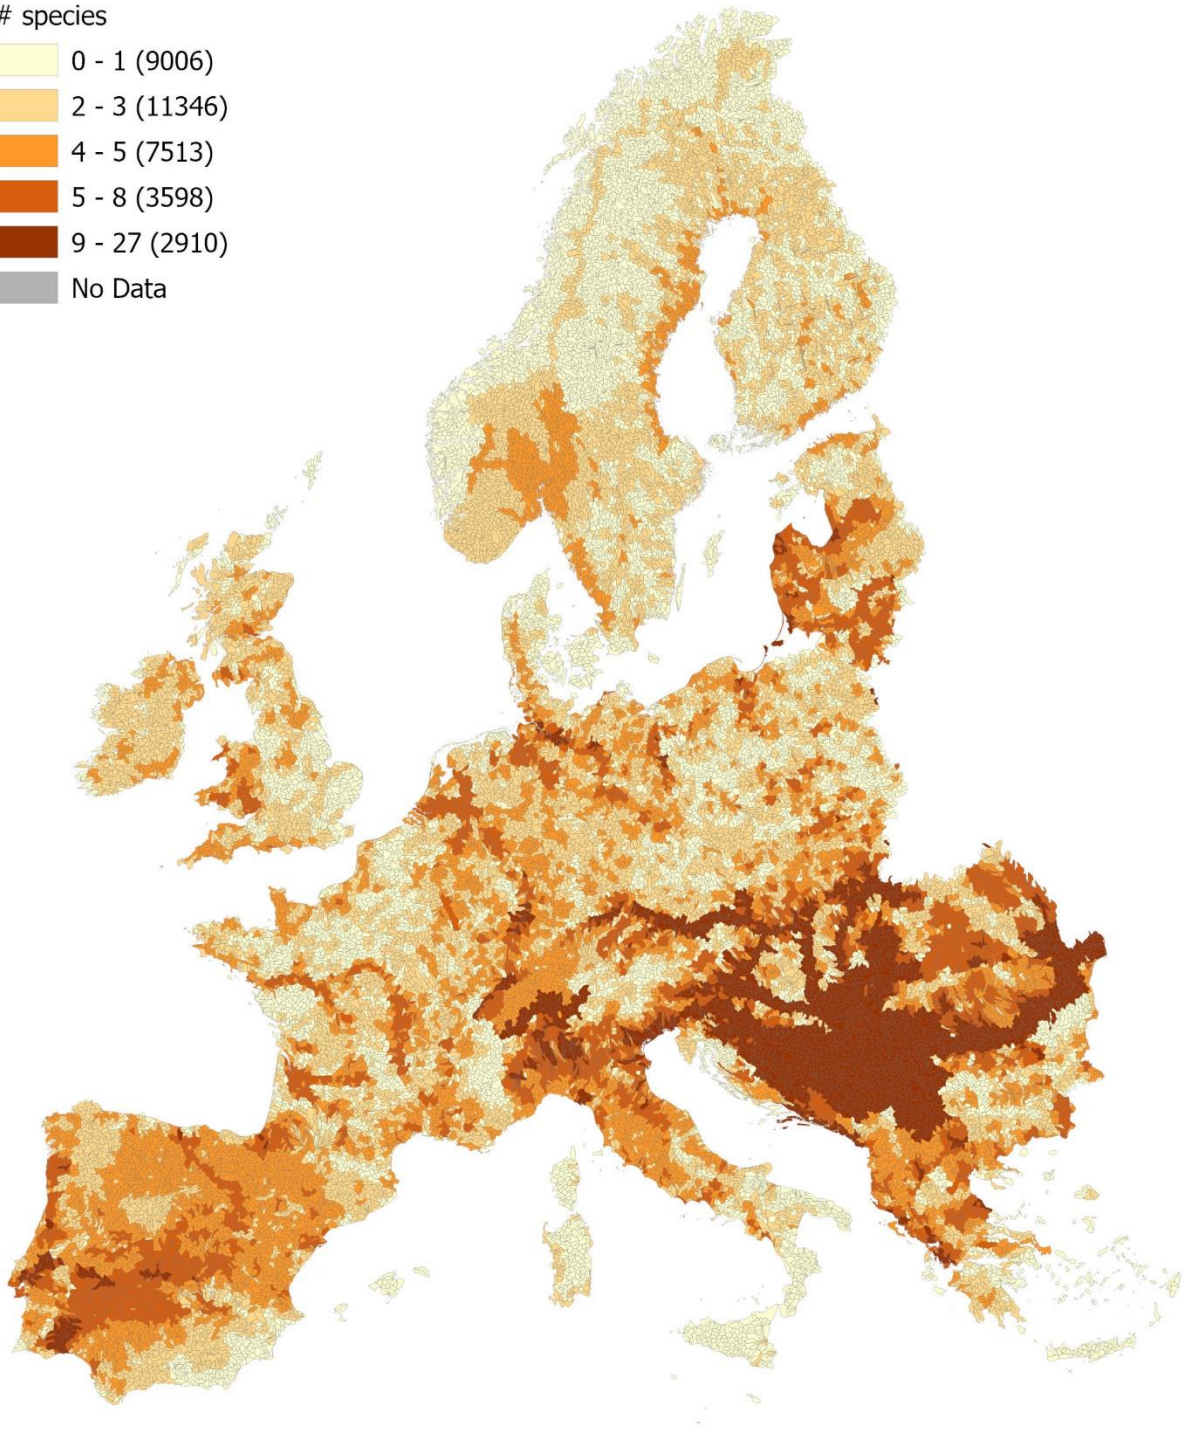 # species
0 - 1 (9006)
2 - 3 (11346)
4 - 5 (7513)
5 - 8 (3598)
9 - 27 (2910)
No Data